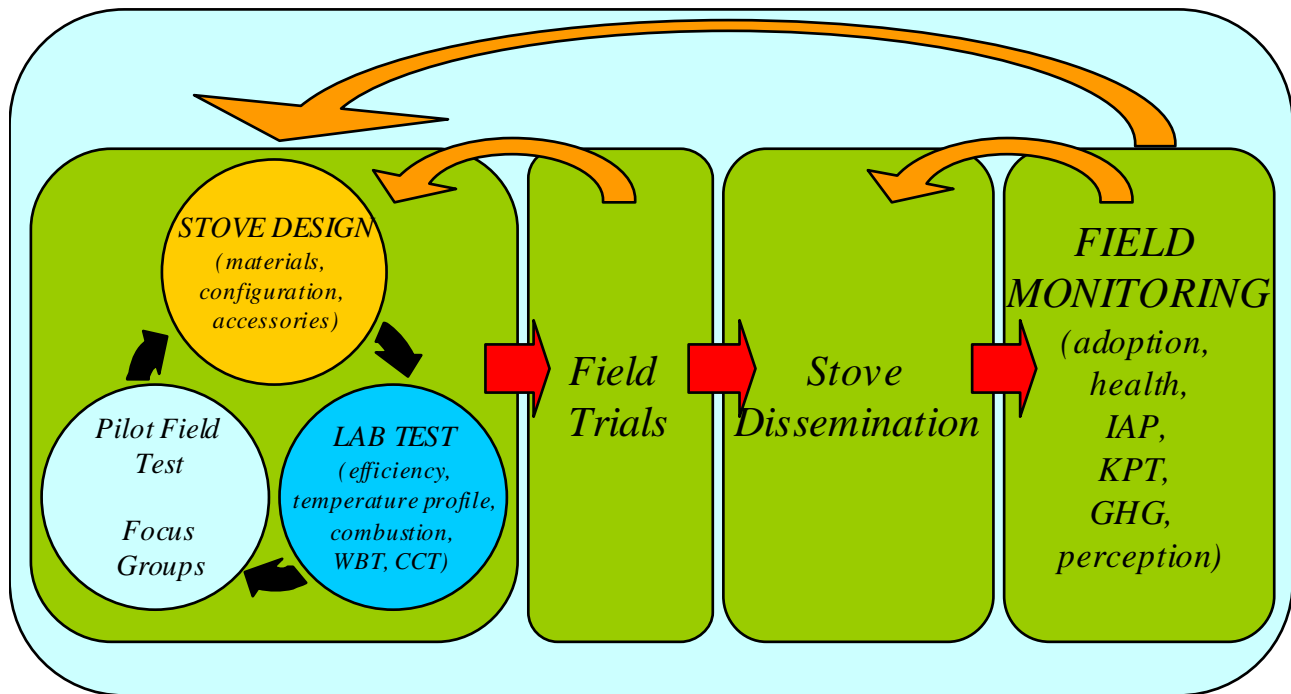 STOVE DESIGN
(materials,
configuration,
accessories)
LAB TEST
(efficiency,
temperature profile,
combustion,
WBT, CCT)
Pilot Field
Test
Focus
Groups
Field
Trials
Stove
Dissemination
FIELD
MONITORING
(adoption,
health,
IAP,
KPT,
GHG,
perception)